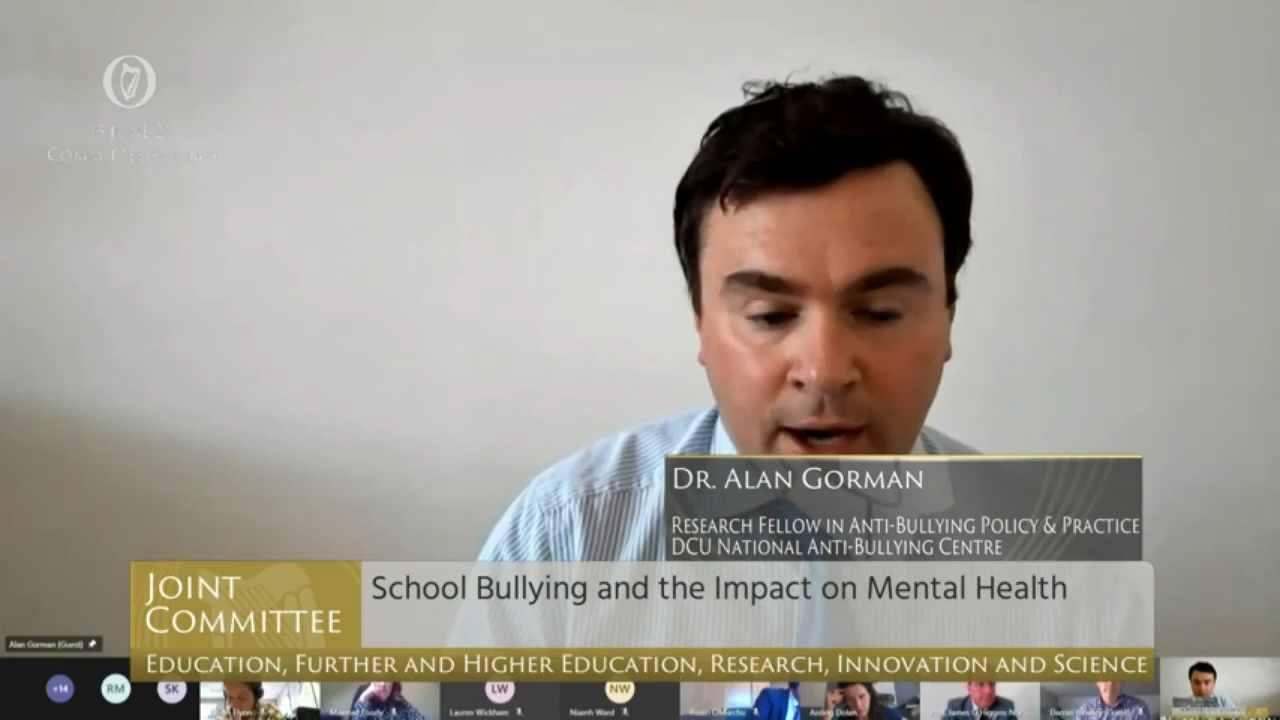 Dr. Alan Gorman
Research Fellow in Anti-Bullying Policy & Practice
DCU National Anti-Bullying Centre
Joint
Committee
School Bullying and the Impact on Mental Health
Education, Further and Higher Education, Research, Innovation and Science
Alan Gorman (Guest)
+14
RM
SK
LW
NW
Lauren Wickham
Niamh Ward
Aisling Dolan